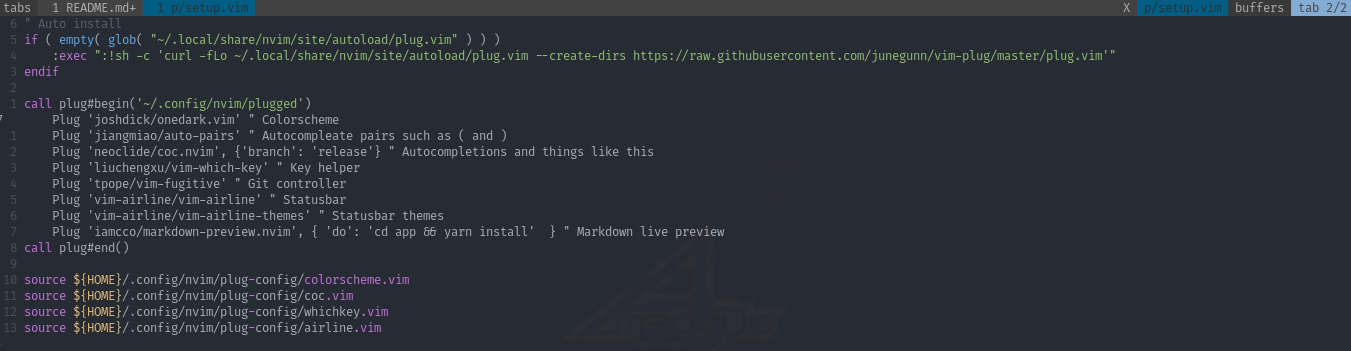 tabs 1 README.md+ 1 p/setup.vim X p/setup.vim buffers tab 2/2
6 " Auto install
5 if ( empty( glob( "~/.local/share/nvim/site/autoload/plug.vim" ) ) )
4 :exec ":!sh -c 'curl -fLo ~/.local/share/nvim/site/autoload/plug.vim --create-dirs https://raw.githubusercontent.com/junegunn/vim-plug/master/plug.vim'"
3 endif
2
1 call plug#begin('~/.config/nvim/plugged')
7 Plug 'joshdick/onedark.vim' " Colorscheme
1 Plug 'jiangmiao/auto-pairs' " Autocompleate pairs such as ( and )
2 Plug 'neoclide/coc.nvim', {'branch': 'release'} " Autocompletions and things like this
3 Plug 'liuchengxu/vim-which-key' " Key helper
4 Plug 'tpope/vim-fugitive' " Git controller
5 Plug 'vim-airline/vim-airline' " Statusbar
6 Plug 'vim-airline/vim-airline-themes' " Statusbar themes
7 Plug 'iamcco/markdown-preview.nvim', { 'do': 'cd app && yarn install'  } " Markdown live preview
8 call plug#end()
9
10 source ${HOME}/.config/nvim/plug-config/colorscheme.vim
11 source ${HOME}/.config/nvim/plug-config/coc.vim
12 source ${HOME}/.config/nvim/plug-config/whichkey.vim
13 source ${HOME}/.config/nvim/plug-config/airline.vim